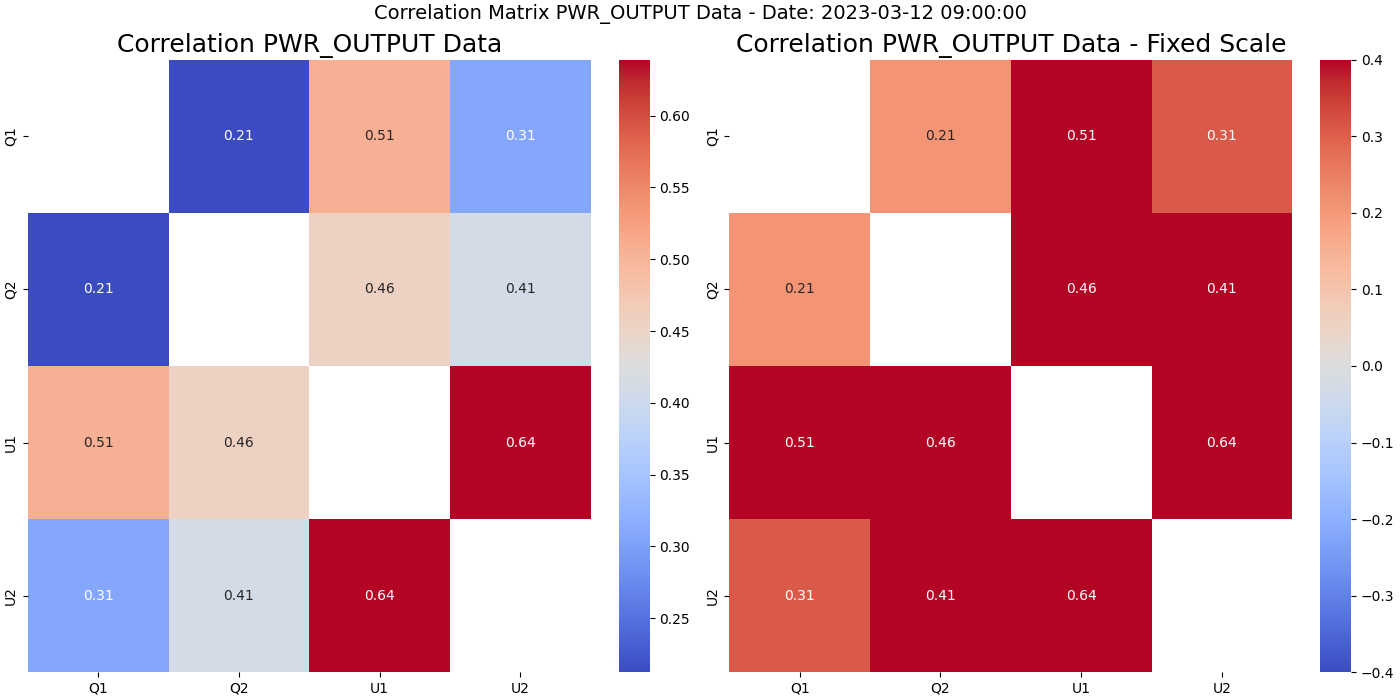 Correlation Matrix PWR_OUTPUT Data - Date: 2023-03-12 09:00:00
Correlation PWR_OUTPUT Data
Q1
0.21
0.51
0.31
Q2
0.21
0.46
0.41
U1
0.51
0.46
0.64
U2
0.31
0.41
0.64
Q1
Q2
U1
U2
0.60
0.55
0.50
0.45
0.40
0.35
0.30
0.25
Correlation PWR_OUTPUT Data - Fixed Scale
Q1
0.21
0.51
0.31
Q2
0.21
0.46
0.41
U1
0.51
0.46
0.64
U2
0.31
0.41
0.64
Q1
Q2
U1
U2
0.4
0.3
0.2
0.1
0.0
−0.1
−0.2
−0.3
−0.4